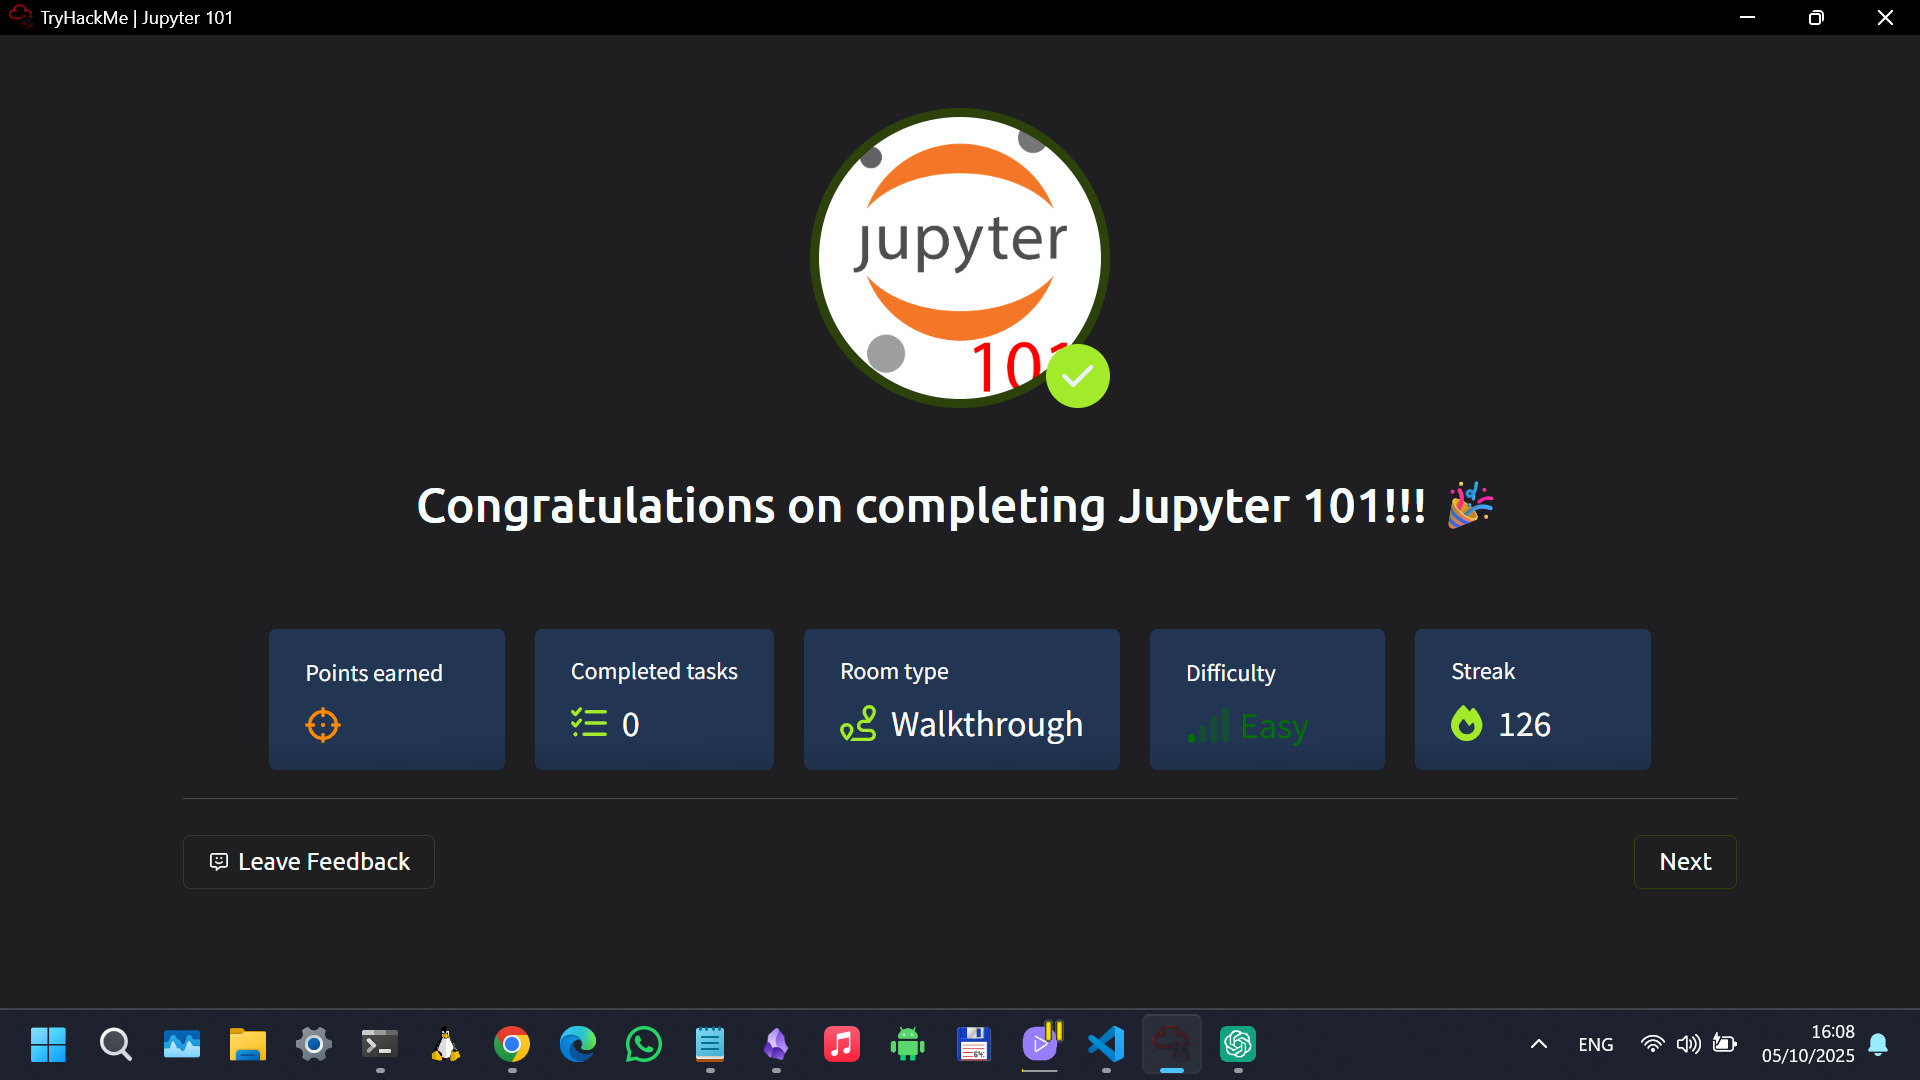 TryHackMe | Jupyter 101
jupyter
101
Congratulations on completing Jupyter 101!!! 🎉
Points earned
Completed tasks
0
Room type
Walkthrough
Difficulty
Easy
Streak
126
Leave Feedback
Next
64
ENG
16:08
05/10/2025